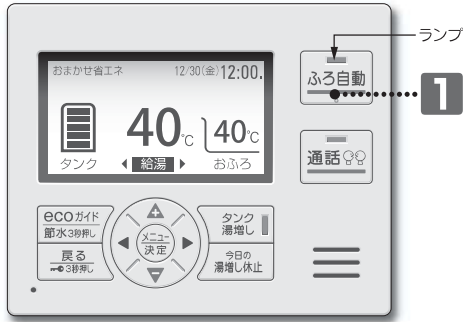 ランプ
おまかせ省エネ 12/30(金)12:00.
ふろ自動
1
40℃ 40℃
タンク 給湯 おふろ
通話
ecoガイド
節水3秒押し
戻る
3秒押し
メニュー
決定
タンク
湯増し
今日の
湯増し休止